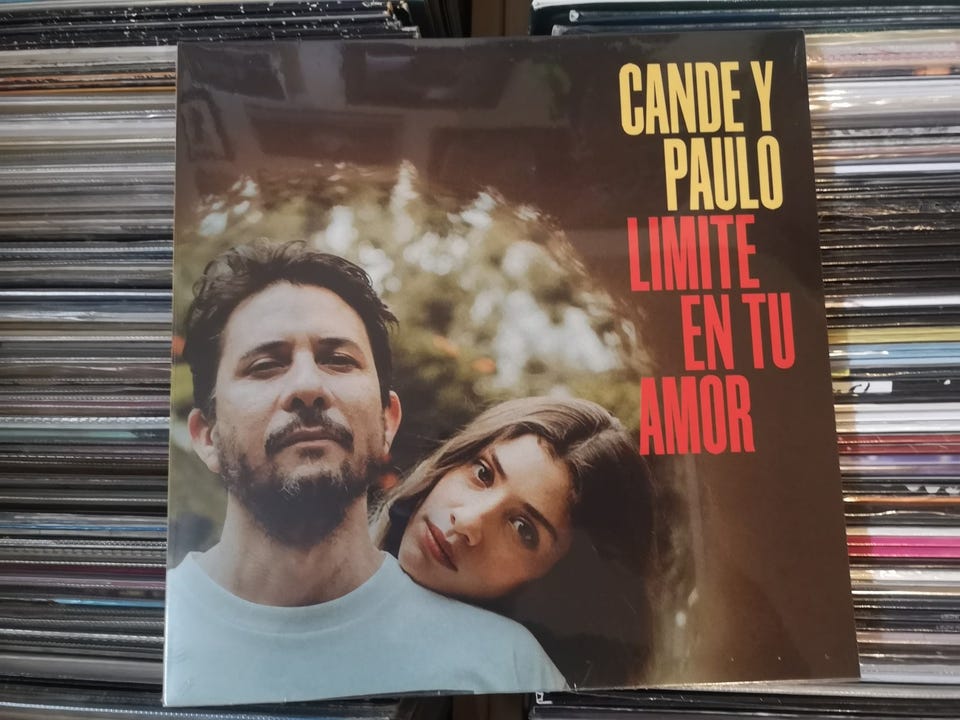 CANDE Y
PAULO
LIMITE
EN TU
AMOR